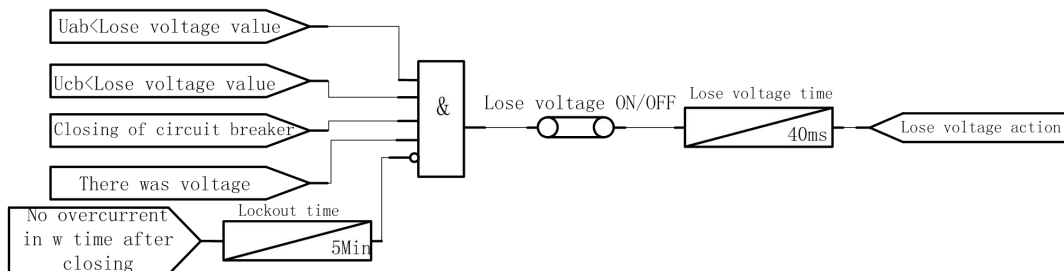 Uab<Lose voltage value
Ucb<Lose voltage value
Closing of circuit breaker
There was voltage
No overcurrent
in w time after
closing
Lockout time
5Min
&
Lose voltage ON/OFF
Lose voltage time
40ms
Lose voltage action